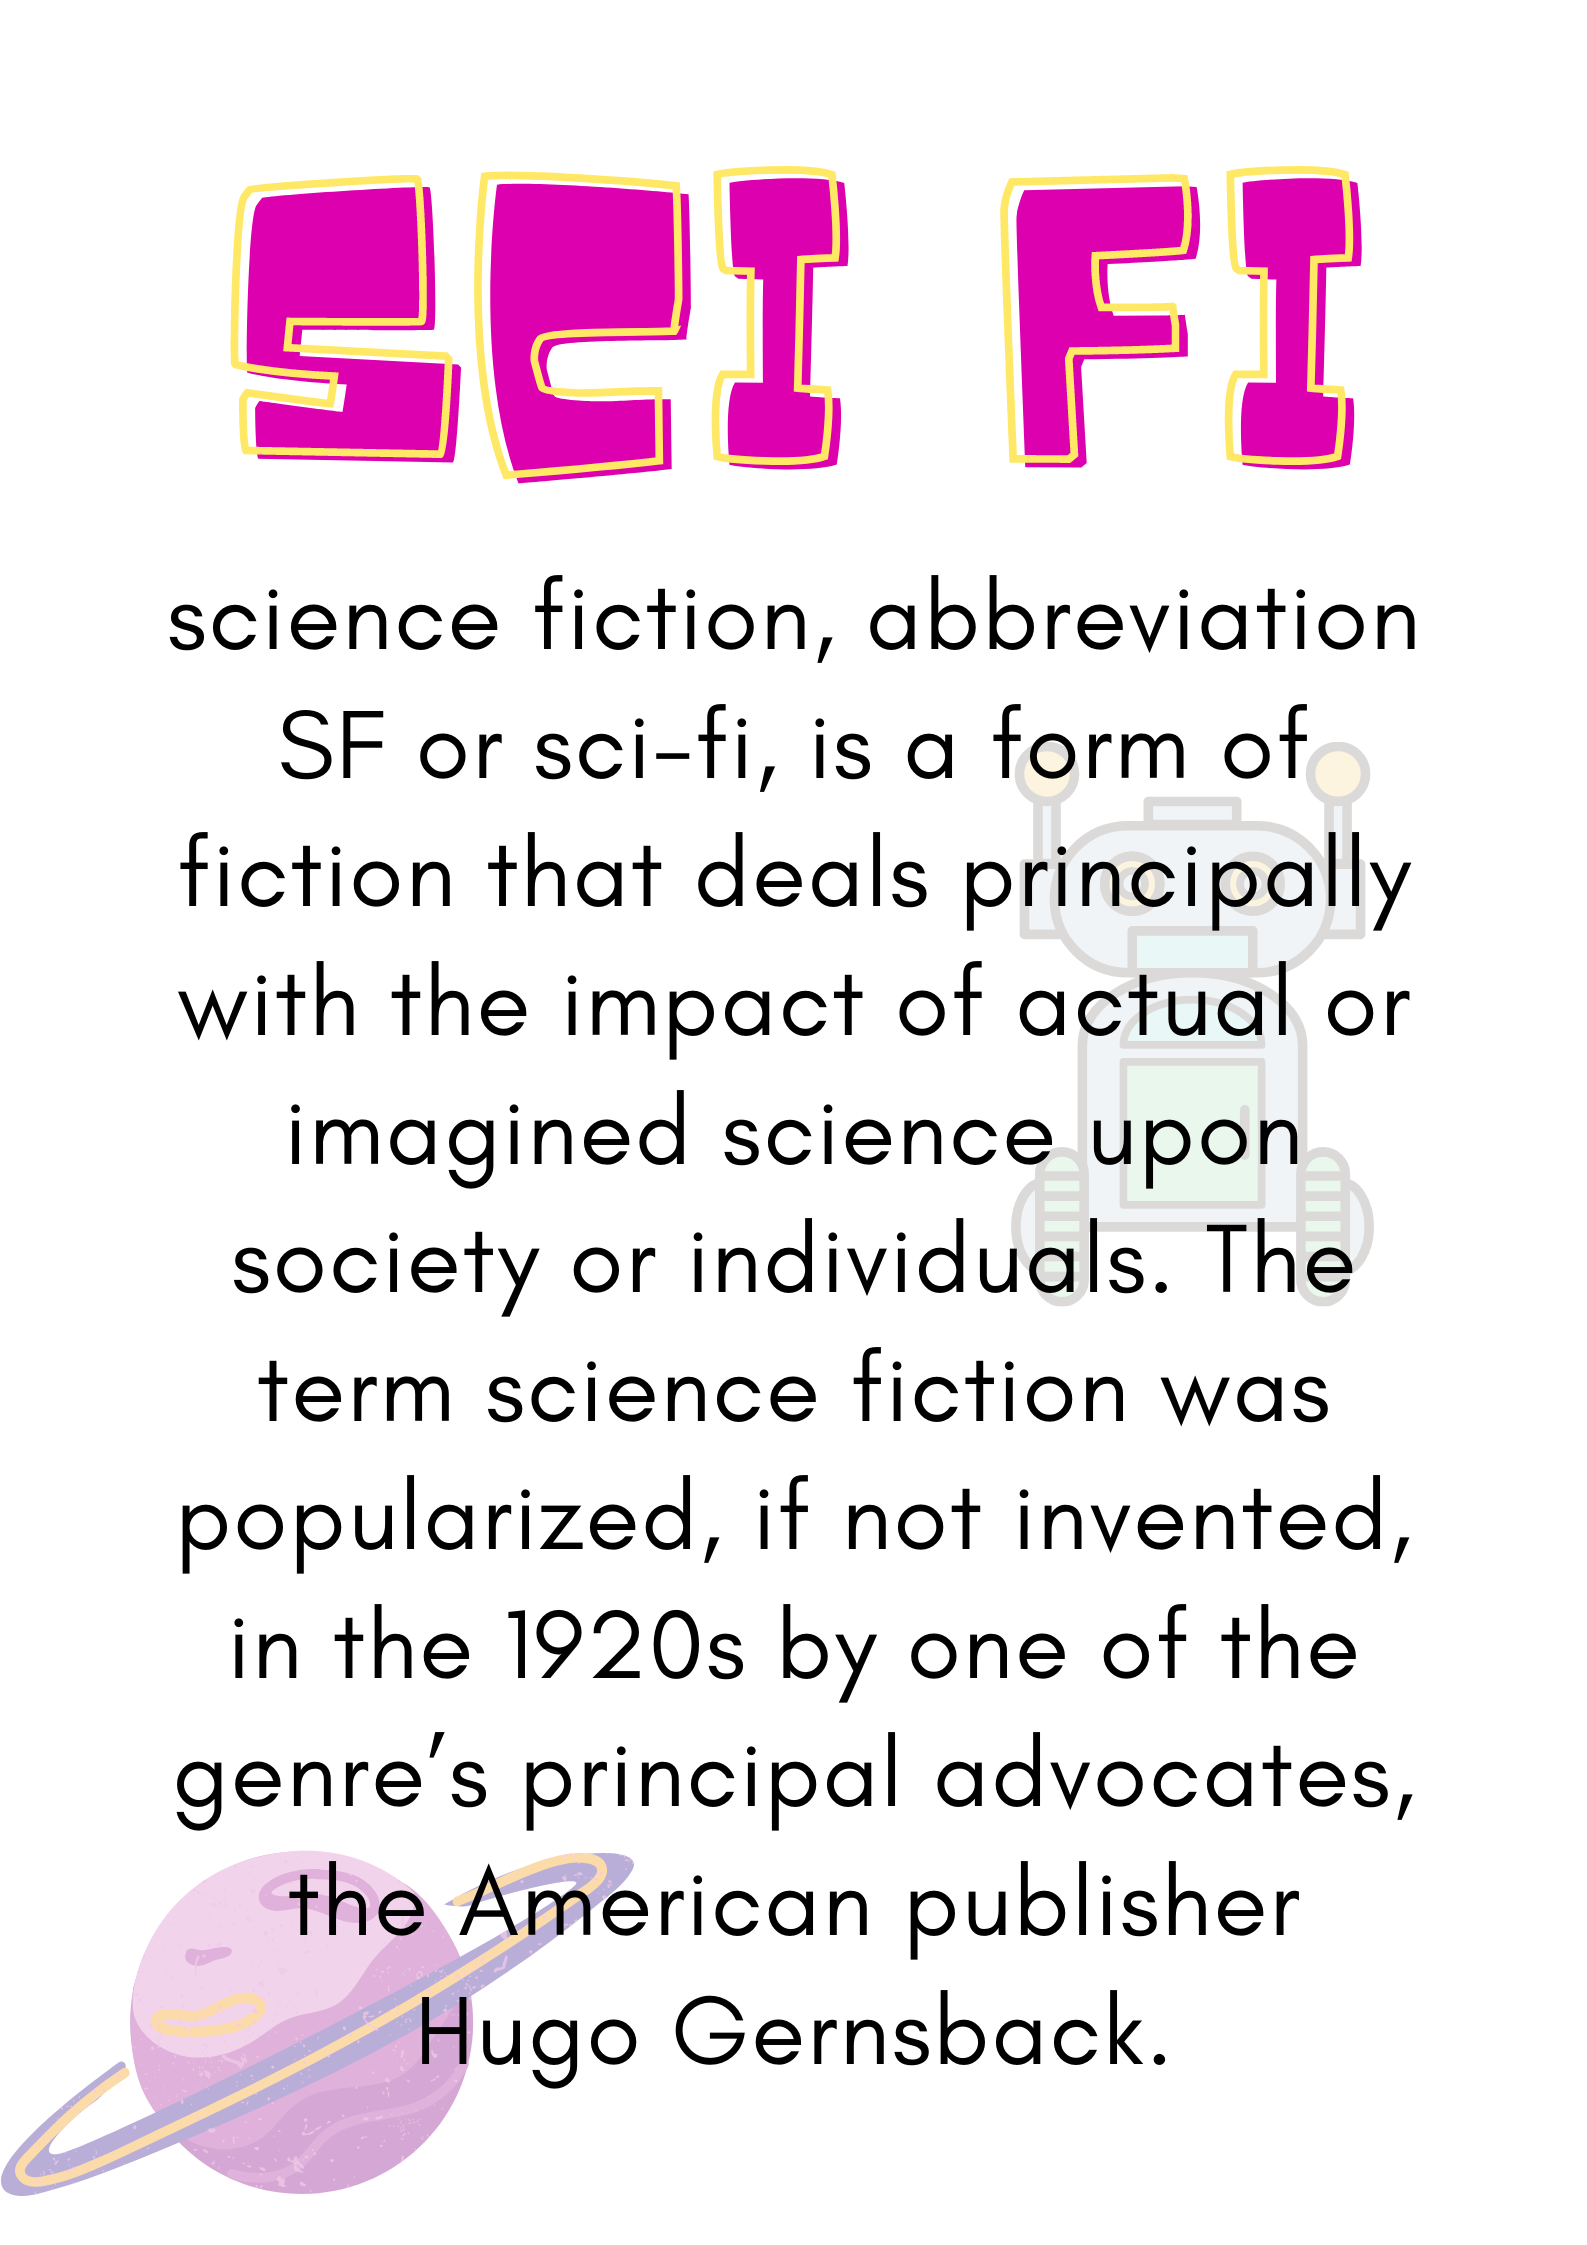 SCI FI
science fiction, abbreviation
SF or sci-fi, is a form of
fiction that deals principally
with the impact of actual or
imagined science upon
society or individuals. The
term science fiction was
popularized, if not invented,
in the 1920s by one of the
genre’s principal advocates,
the American publisher
Hugo Gernsback.